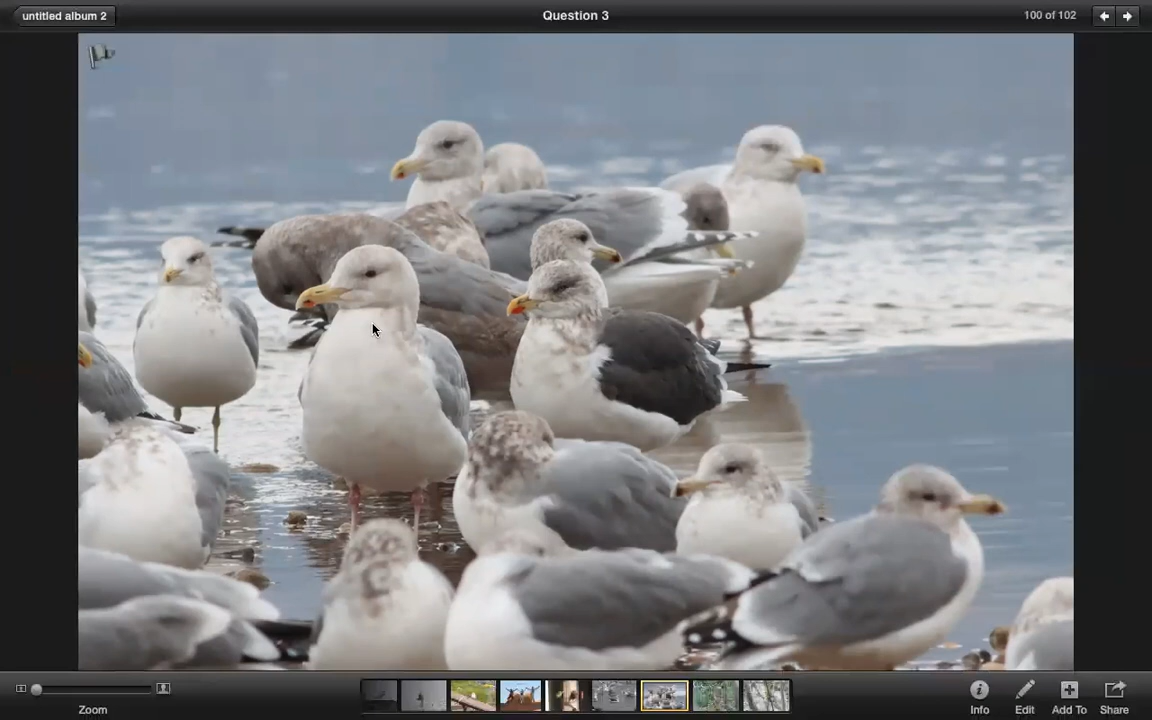 untitled album 2
Question 3
100 of 102
Zoom
Info
Edit
Add To
Share